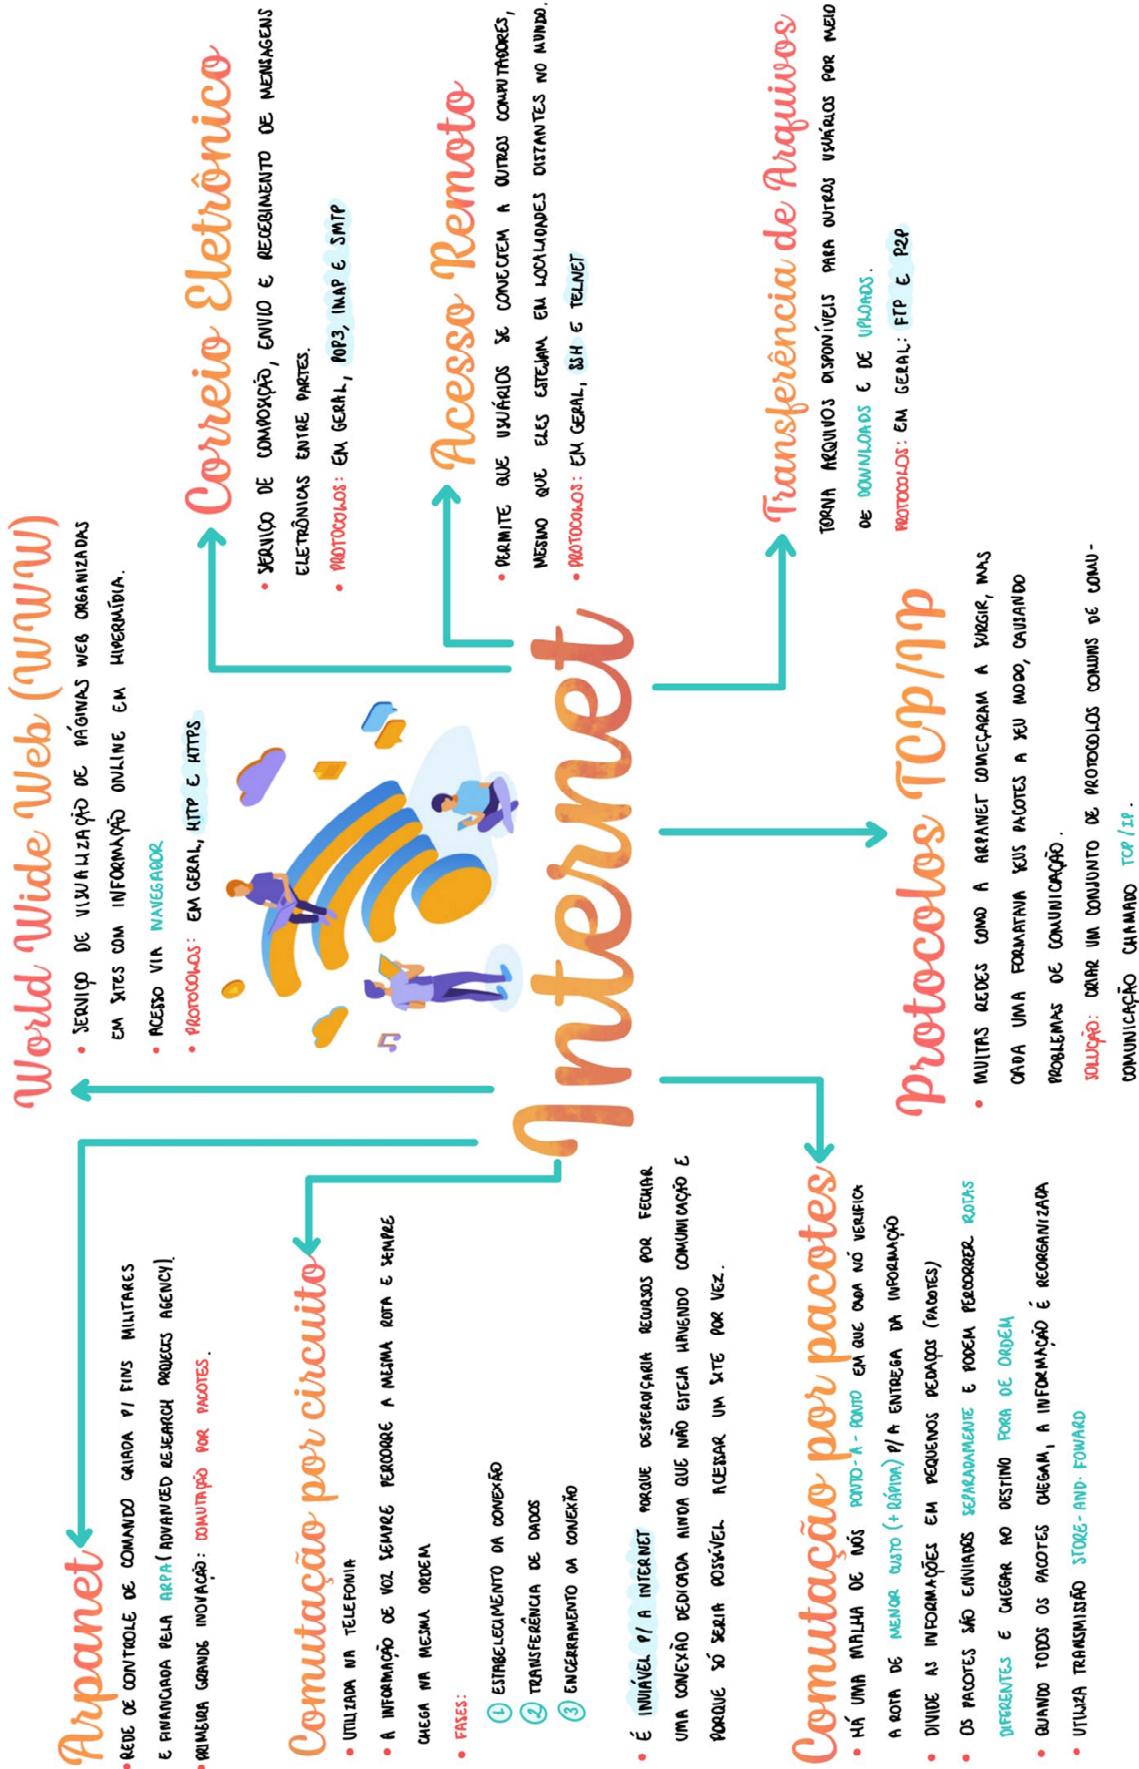 Internet
Arpanet
• REDE DE CONTROLE DE COMANDO CRIADA P/ FINS MILITARES
E FINANCIADA PELA ARPA (ADVANCED RESEARCH PROJECTS AGENCY).
• PRIMEIRA GRANDE INOVAÇÃO: COMUTAÇÃO POR PACOTES.
Comutação por circuito
• UTILIZADA NA TELEFONIA
• A INFORMAÇÃO DE VOZ SEMPRE PERCORRE A MESMA ROTA E SEMPRE
CHEGA NA MESMA ORDEM
• FASES:
① ESTABELECIMENTO DA CONEXÃO
② TRANSFERÊNCIA DE DADOS
③ ENCERRAMENTO DA CONEXÃO
• É INVIÁVEL P/ A INTERNET PORQUE DESPERDIÇARIA RECURSOS POR FECHAR
UMA CONEXÃO DEDICADA AINDA QUE NÃO ESTEJA HAVENDO COMUNICAÇÃO E
PORQUE SÓ SERIA POSSÍVEL ACESSAR UM SITE POR VEZ.
Comutação por pacotes
• HÁ UMA MALHA DE NÓS PONTO-A-PONTO EM QUE CADA NÓ VERIFICA
A ROTA DE MENOR CUSTO (+ RÁPIDA) P/ A ENTREGA DA INFORMAÇÃO
• DIVIDE AS INFORMAÇÕES EM PEQUENOS PEDAÇOS (PACOTES)
• OS PACOTES SÃO ENVIADOS SEPARADAMENTE E PODEM PERCORRER ROTAS
DIFERENTES E CHEGAR AO DESTINO FORA DE ORDEM
• QUANDO TODOS OS PACOTES CHEGAM, A INFORMAÇÃO É REORGANIZADA
• UTILIZA TRANSMISSÃO STORE-AND-FOWARD
World Wide Web (WWW)
• SERVIÇO DE VISUALIZAÇÃO DE PÁGINAS WEB ORGANIZADAS
EM SITES COM INFORMAÇÃO ONLINE EM HIPERMÍDIA.
• ACESSO VIA NAVEGADOR
• PROTOCOLOS: EM GERAL, HTTP E HTTPS
Protocolos TCP/IP
• MUITAS REDES COMO A ARPANET COMEÇARAM A SURGIR, MAS
CADA UMA FORMATAVA SEUS PACOTES A SEU MODO, CAUSANDO
PROBLEMAS DE COMUNICAÇÃO.
SOLUÇÃO: CRIAR UM CONJUNTO DE PROTOCOLOS COMUNS DE COMU-
COMUNICAÇÃO CHAMADO TCP/IP.
Correio Eletrônico
• SERVIÇO DE COMPOSIÇÃO, ENVIO E RECEBIMENTO DE MENSAGENS
ELETRÔNICAS ENTRE PARTES.
• PROTOCOLOS: EM GERAL, POP3, IMAP E SMTP
Acesso Remoto
• PERMITE QUE USUÁRIOS SE CONECTEM A OUTROS COMPUTADORES,
MESMO QUE ELES ESTEJAM EM LOCALIDADES DISTANTES NO MUNDO.
• PROTOCOLOS: EM GERAL, SSH E TELNET
Transferência de Arquivos
TORNA ARQUIVOS DISPONÍVEIS PARA OUTROS USUÁRIOS POR MEIO
DE DOWNLOADS E DE UPLOADS.
PROTOCOLOS: EM GERAL: FTP E P2P